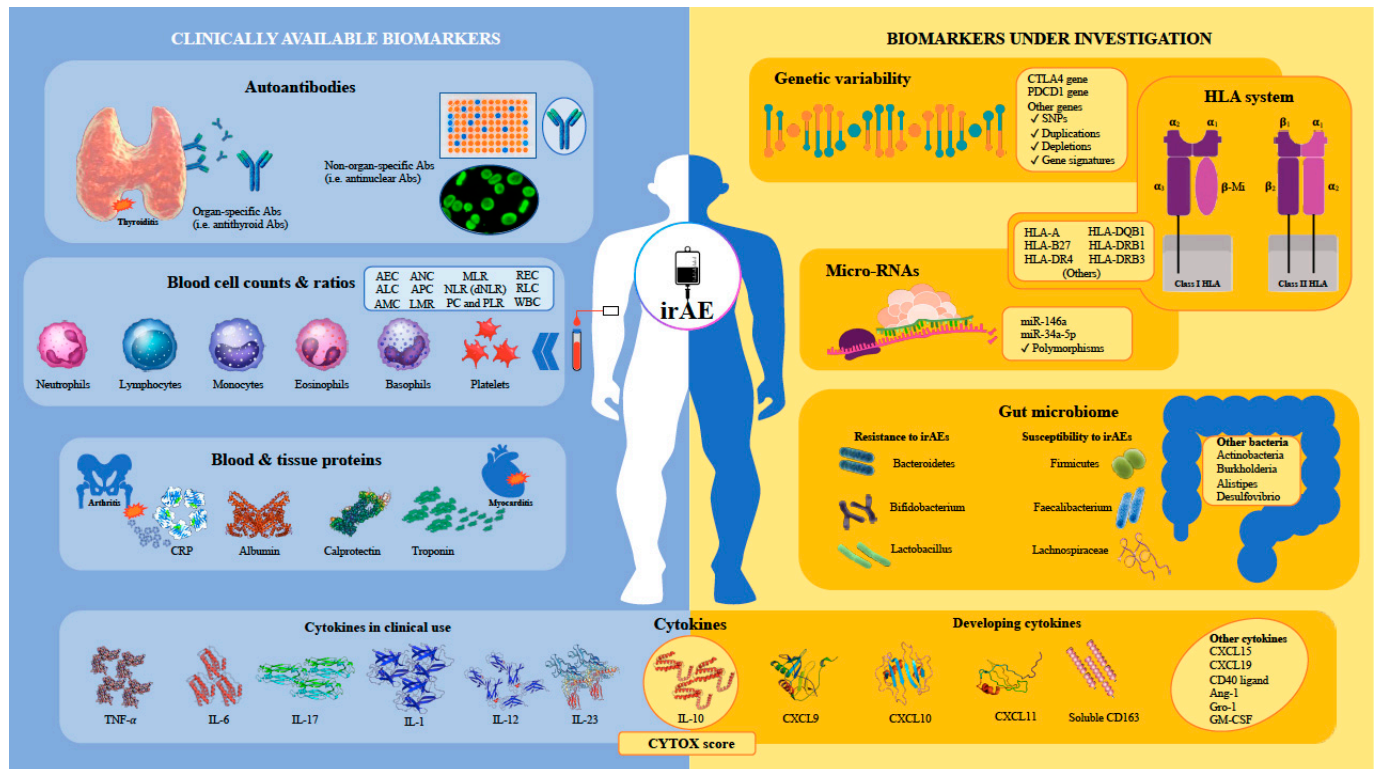 CLINICALLY AVAILABLE BIOMARKERS
Autoantibodies
Thyroiditis
Organ-specific Abs
(i.e. antithyroid Abs)
Non-organ-specific Abs
(i.e. antinuclear Abs)
Blood cell counts & ratios
AEC ANC MLR REC
ALC APC NLR (dNLR) RLC
AMC LMR PC and PLR WBC
Neutrophils
Lymphocytes
Monocytes
Eosinophils
Basophils
Platelets
Blood & tissue proteins
Arthritis
Myocarditis
CRP
Albumin
Calprotectin
Troponin
irAE
BIOMARKERS UNDER INVESTIGATION
Genetic variability
CTLA4 gene
PDCD1 gene
Other genes
✓ SNPs
✓ Duplications
✓ Depletions
✓ Gene signatures
HLA system
α2 α1 β1 α1
α3 β-Mi β2 α2
Class I HLA
Class II HLA
HLA-A HLA-DQB1
HLA-B27 HLA-DRB1
HLA-DR4 HLA-DRB3
(Others)
Micro-RNAs
miR-146a
miR-34a-5p
✓ Polymorphisms
Gut microbiome
Resistance to irAEs
Bacteroidetes
Bifidobacterium
Lactobacillus
Susceptibility to irAEs
Firmicutes
Faecalibacterium
Lachnospiraceae
Other bacteria
Actinobacteria
Burkholderia
Alistipes
Desulfovibrio
Cytokines
Cytokines in clinical use
TNF-α
IL-6
IL-17
IL-1
IL-12
IL-23
IL-10
CYTOX score
Developing cytokines
CXCL9
CXCL10
CXCL11
Soluble CD163
Other cytokines
CXCL15
CXCL19
CD40 ligand
Ang-1
Gro-1
GM-CSF